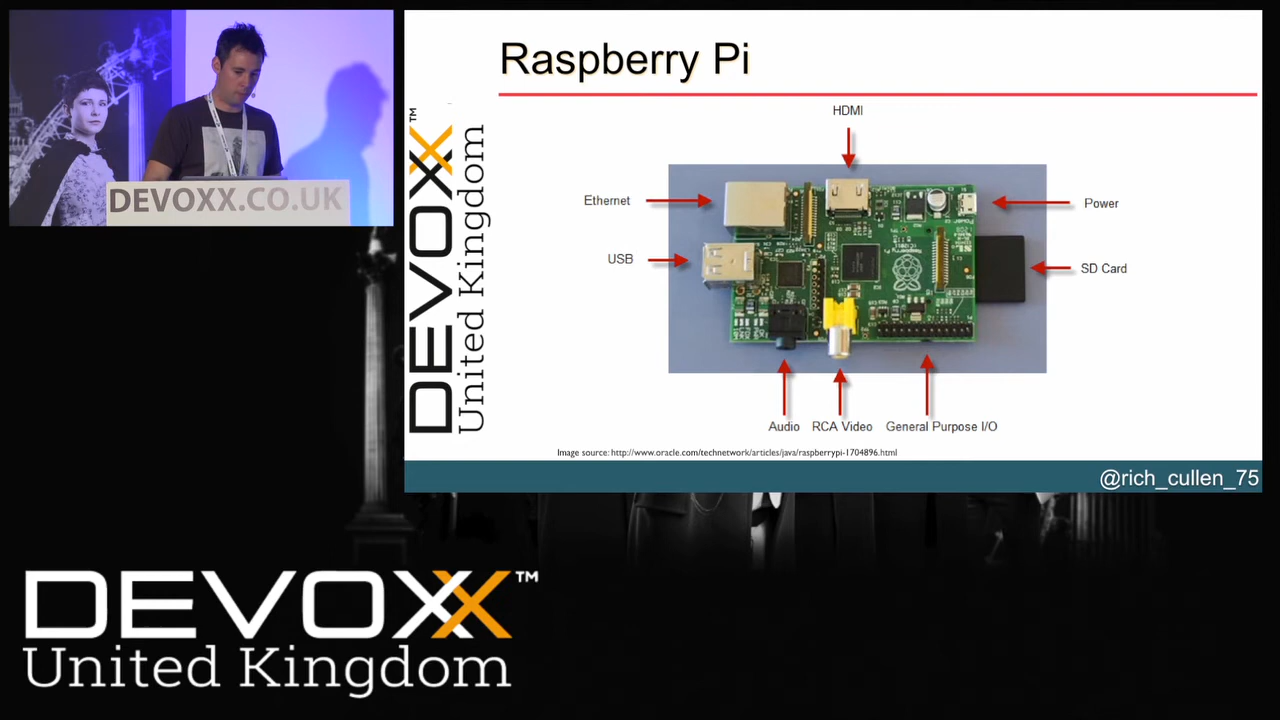 DEVOXX.CO.UK
Raspberry Pi
DEVOXX™
United Kingdom
HDMI
Ethernet
Power
USB
SD Card
Audio
RCA Video
General Purpose I/O
Image source: http://www.oracle.com/technetwork/articles/java/raspberrypi-1704896.html
@rich_cullen_75
DEVOXX™
United Kingdom